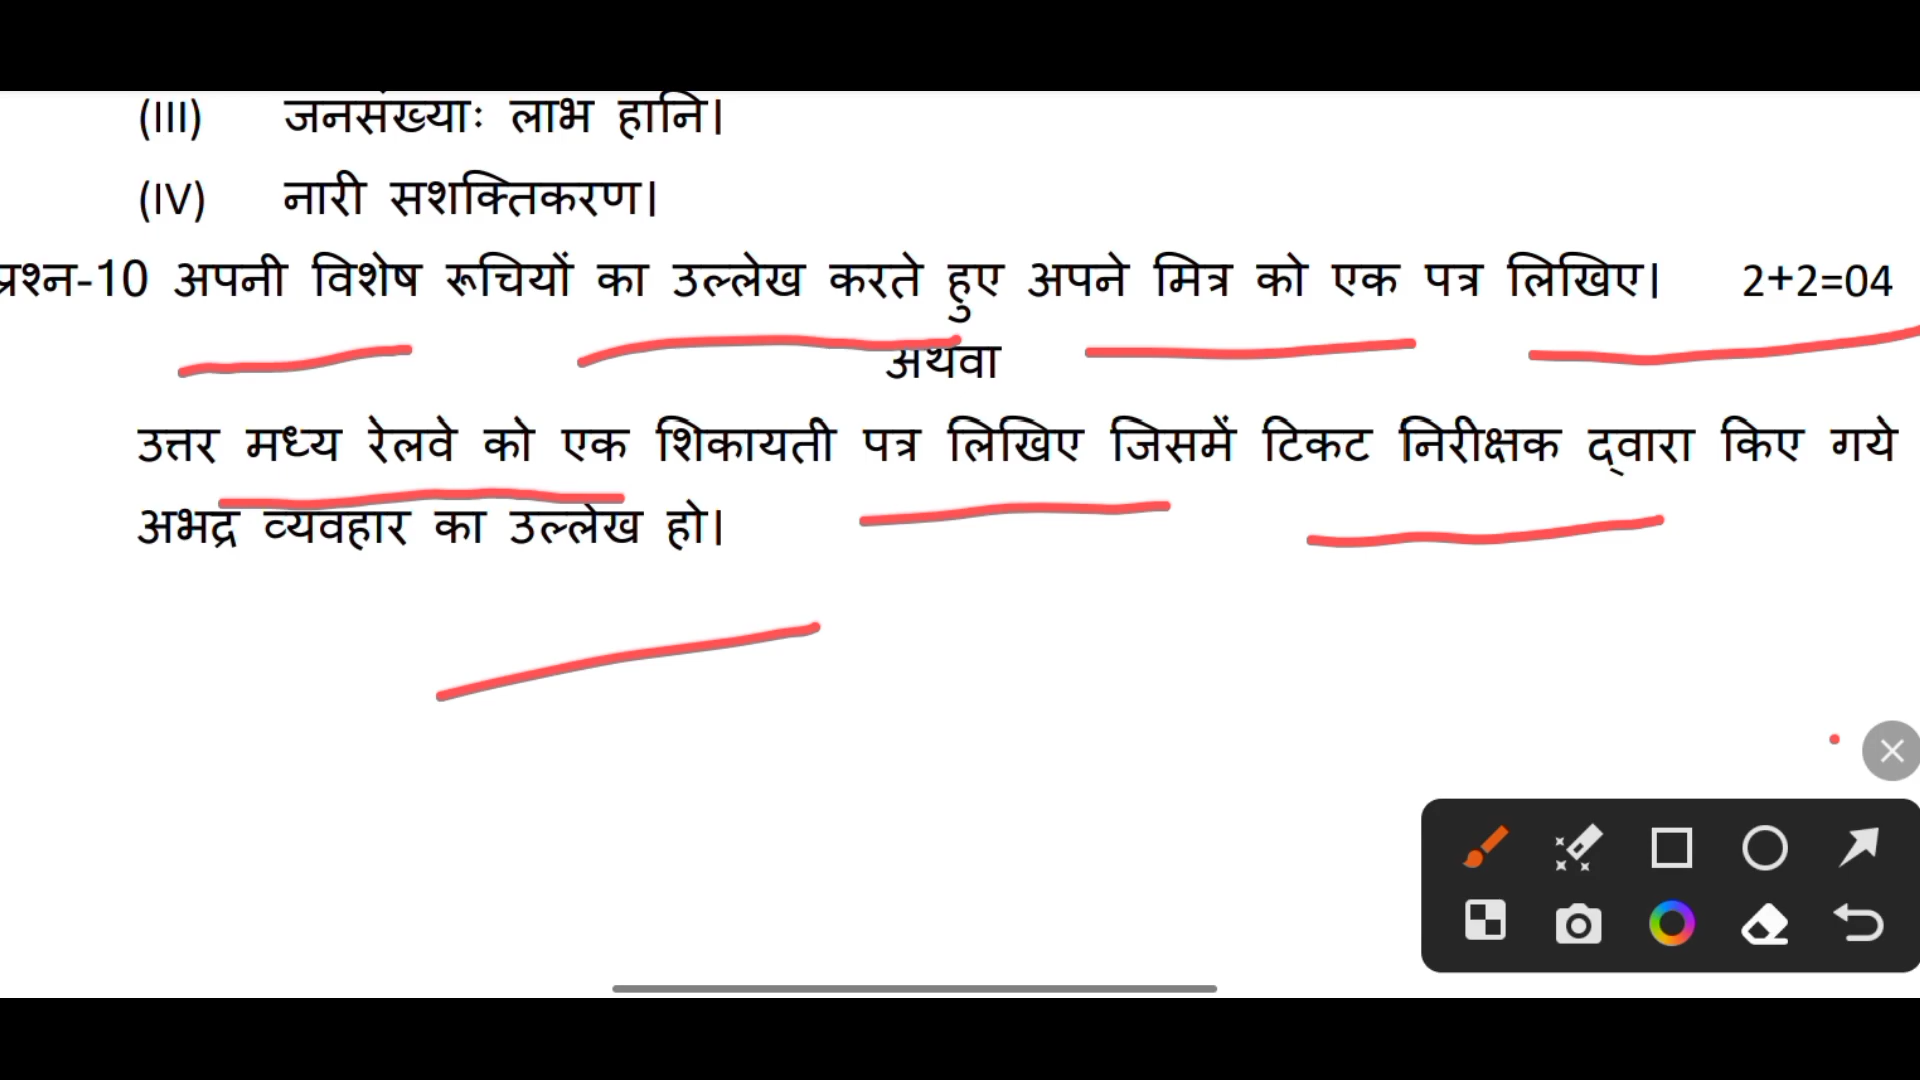 (III) जनसंख्याः लाभ हानि।
(IV) नारी सशक्तिकरण।
प्रश्न-10 अपनी विशेष रूचियों का उल्लेख करते हुए अपने मित्र को एक पत्र लिखिए। 2+2=04
अथवा
उत्तर मध्य रेलवे को एक शिकायती पत्र लिखिए जिसमें टिकट निरीक्षक द्वारा किए गये
अभद्र व्यवहार का उल्लेख हो।